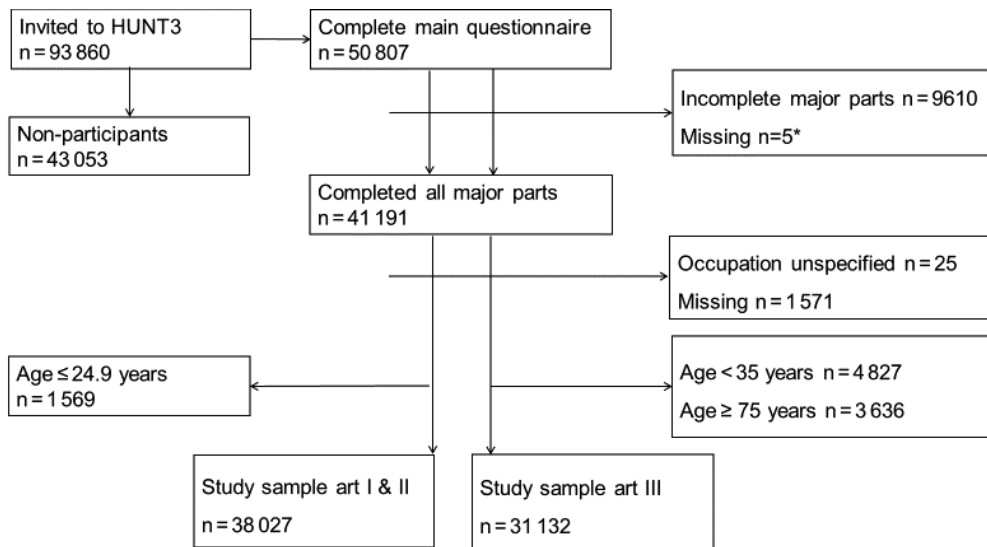 Invited to HUNT3
n = 93 860
Complete main questionnaire
n = 50 807
Incomplete major parts n = 9610
Missing n=5*
Non-participants
n = 43 053
Completed all major parts
n = 41 191
Occupation unspecified n = 25
Missing n = 1 571
Age ≤ 24.9 years
n = 1 569
Age < 35 years n = 4 827
Age ≥ 75 years n = 3 636
Study sample art I & II
n = 38 027
Study sample art III
n = 31 132